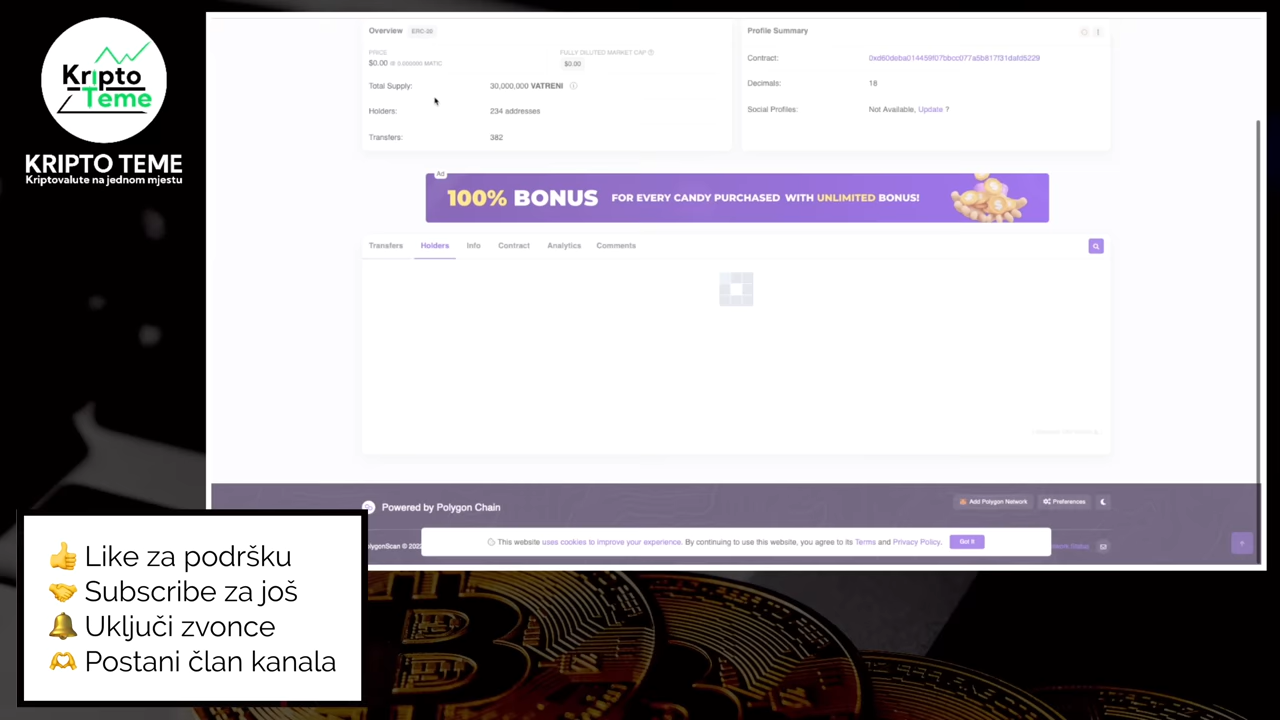 Kripto
Teme
KRIPTO TEME
Kriptovalute na jednom mjestu
Overview ERC-20
PRICE
$0.00 @ 0.000000 MATIC
FULLY DILUTED MARKET CAP
$0.00
Total Supply: 30,000,000 VATRENI
Holders: 234 addresses
Transfers: 382
Profile Summary
Contract:
Decimals: 18
Social Profiles: Not Available, Update ?
Ad
100% BONUS FOR EVERY CANDY PURCHASED WITH UNLIMITED BONUS!
Transfers Holders Info Contract Analytics Comments
Powered by Polygon Chain
Add Polygon Network Preferences
This website uses cookies to improve your experience. By continuing to use this website, you agree to its Terms and Privacy Policy. Got It
👍 Like za podršku
🤝 Subscribe za još
🔔 Uključi zvonce
🫶 Postani član kanala